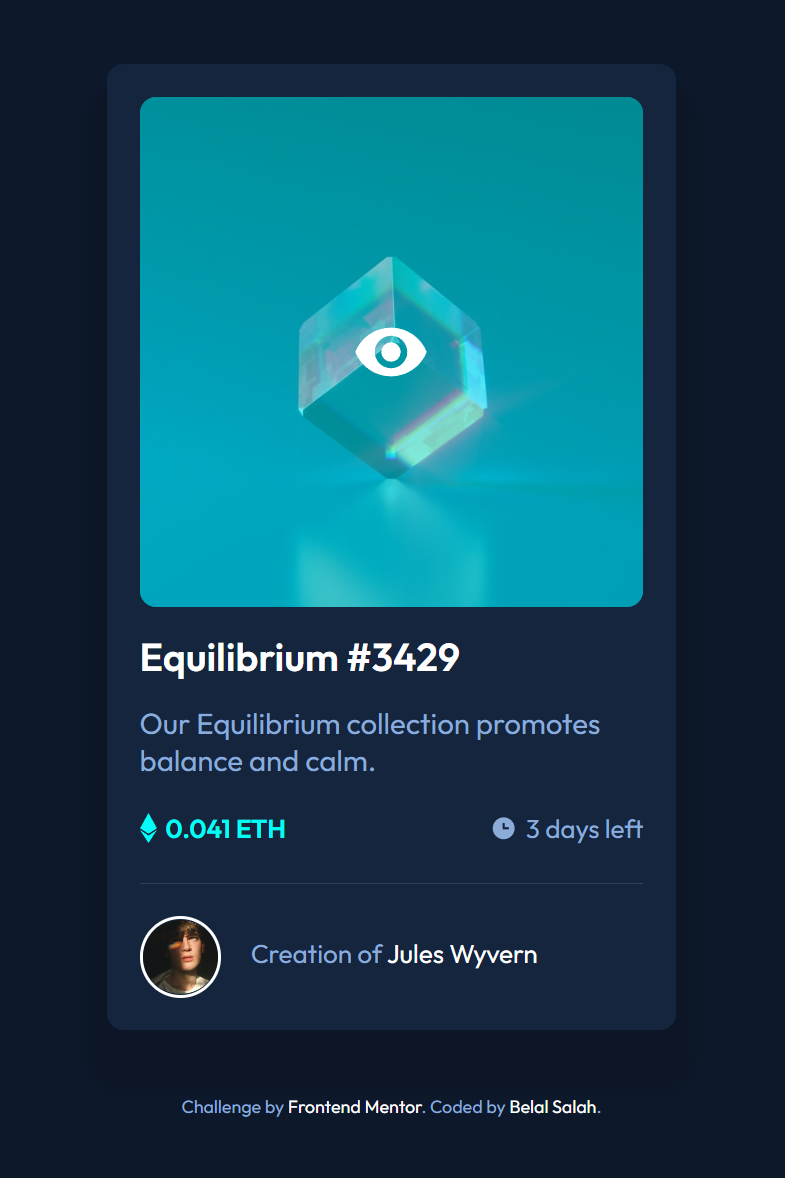 Equilibrium #3429
Our Equilibrium collection promotes
balance and calm.
0.041 ETH
3 days left
Creation of Jules Wyvern
Challenge by Frontend Mentor. Coded by Belal Salah.